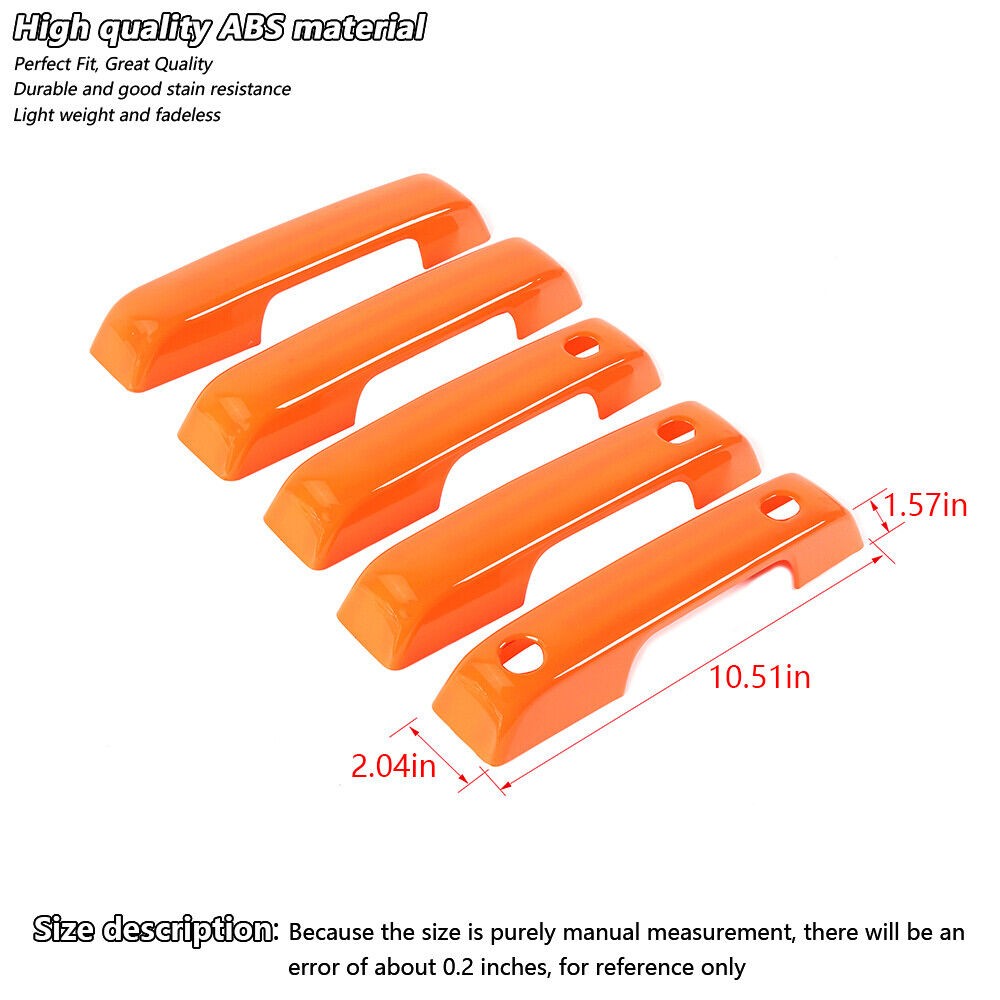 High quality ABS material
Perfect Fit, Great Quality
Durable and good stain resistance
Light weight and fadeless
1.57in
10.51in
2.04in
Size description: Because the size is purely manual measurement, there will be an
error of about 0.2 inches, for reference only